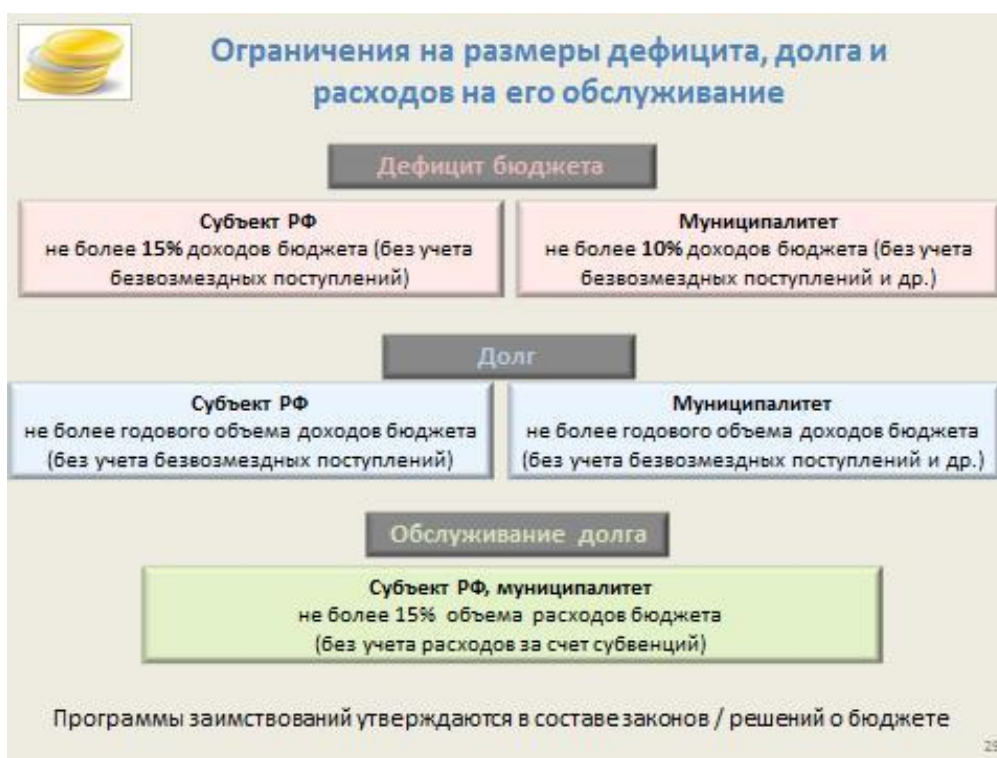 Ограничения на размеры дефицита, долга и
расходов на его обслуживание
Дефицит бюджета
Субъект РФ
не более 15% доходов бюджета (без учета
безвозмездных поступлений)
Муниципалитет
не более 10% доходов бюджета (без учета
безвозмездных поступлений и др.)
Долг
Субъект РФ
не более годового объема доходов бюджета
(без учета безвозмездных поступлений)
Муниципалитет
не более годового объема доходов бюджета
(без учета безвозмездных поступлений и др.)
Обслуживание долга
Субъект РФ, муниципалитет
не более 15% объема расходов бюджета
(без учета расходов за счет субвенций)
Программы заимствований утверждаются в составе законов / решений о бюджете